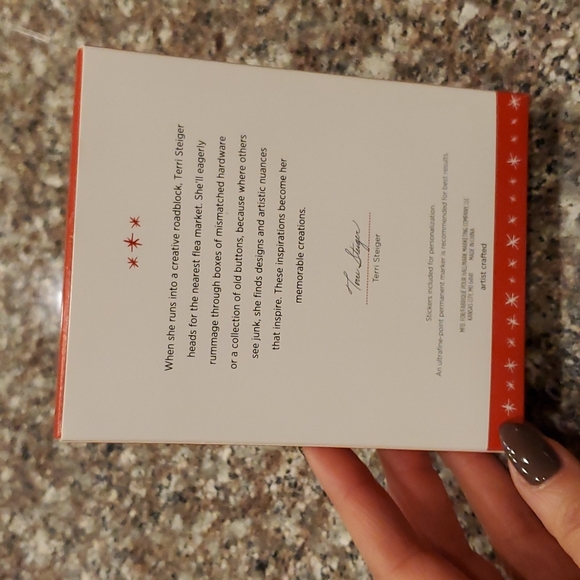 When she runs into a creative roadblock, Terri Steiger
heads for the nearest flea market. She'll eagerly
rummage through boxes of mismatched hardware
or a collection of old buttons, because where others
see junk, she finds designs and artistic nuances
that inspire. These inspirations become her
memorable creations.
Terri Steiger
Terri Steiger
Stickers included for personalization.
An ultrafine-point permanent marker is recommended for best results.
MADE IN CHINA
artist crafted